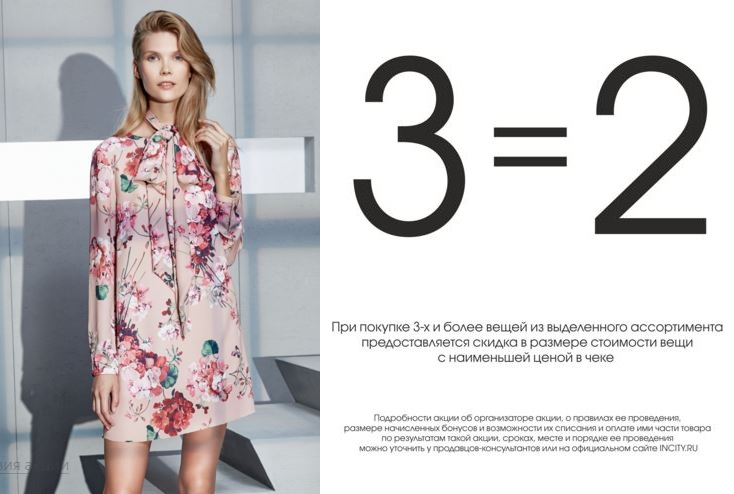 3=2
При покупке 3-х и более вещей из выделенного ассортимента
предоставляется скидка в размере стоимости вещи
с наименьшей ценой в чеке
Подробности акции об организаторе акции, о правилах ее проведения,
размере начисленных бонусов и возможности их списания и оплате ими части товара
по результатам такой акции, сроках, месте и порядке ее проведения
можно уточнить у продавцов-консультантов или на официальном сайте INCITY.RU